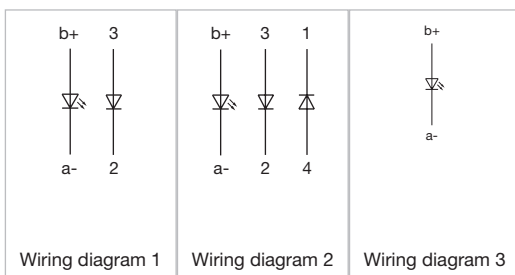 b+ 3
a- 2
Wiring diagram 1
b+ 3 1
a- 2 4
Wiring diagram 2
b+
a-
Wiring diagram 3